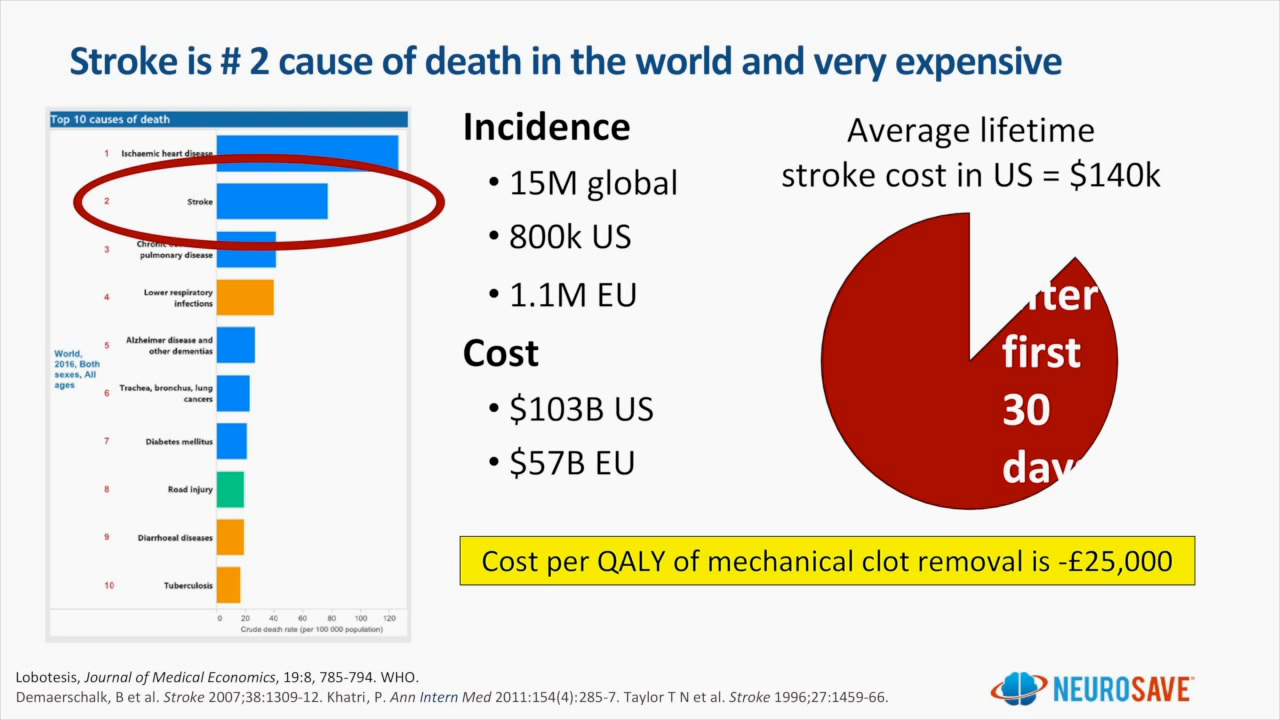 Stroke is # 2 cause of death in the world and very expensive
Top 10 causes of death
1 Ischaemic heart disease
2 Stroke
3 Chronic
pulmonary disease
4 Lower respiratory
infections
5 Alzheimer disease and
other dementias
World,
2016, Both
sexes, All
ages
6 Trachea, bronchus, lung
cancers
7 Diabetes mellitus
8 Road injury
9 Diarrhoeal diseases
10 Tuberculosis
0 20 40 60 80 100 120
Crude death rate (per 100 000 population)
Incidence
• 15M global
• 800k US
• 1.1M EU
Cost
• $103B US
• $57B EU
Average lifetime
stroke cost in US = $140k
first
30
Cost per QALY of mechanical clot removal is -£25,000
Lobotesis, Journal of Medical Economics, 19:8, 785-794. WHO.
Demaerschalk, B et al. Stroke 2007;38:1309-12, Khatri, P. Ann Intern Med 2011:154(4):285-7. Taylor T N et al. Stroke 1996;27:1459-66.
NEUROSAVE